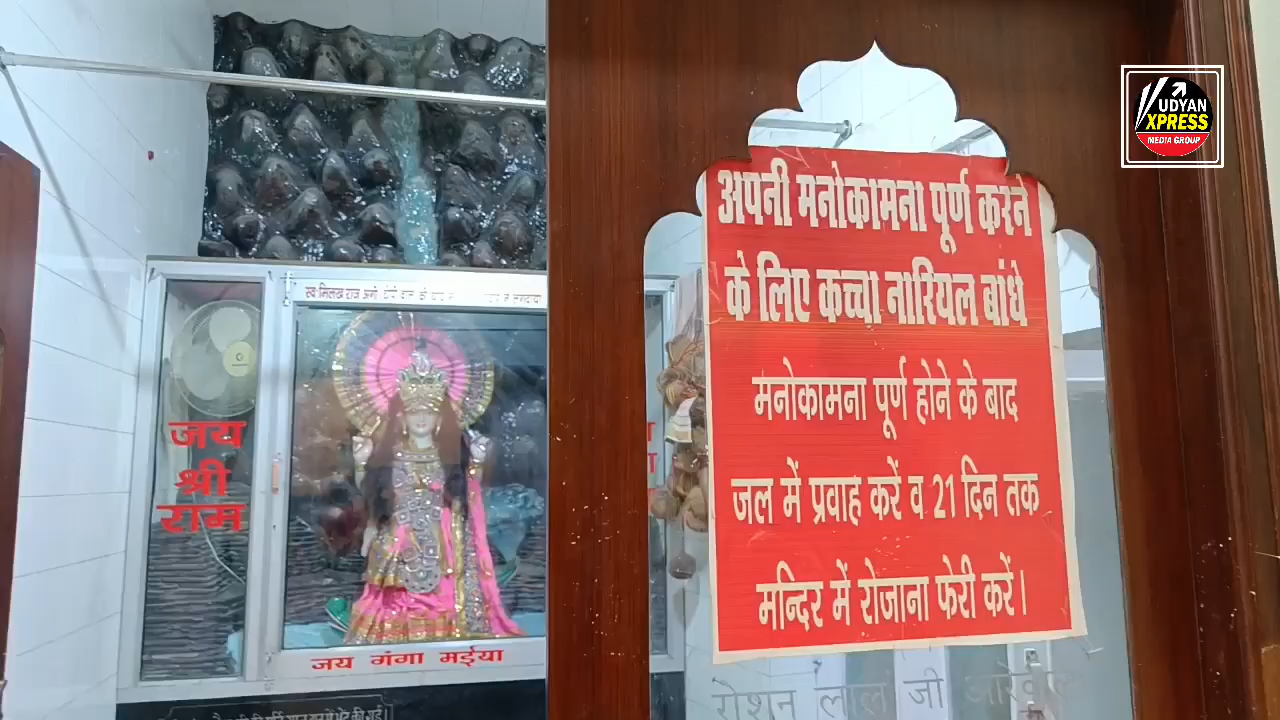 UDYAN
XPRESS
MEDIA GROUP
अपनी मनोकामना पूर्ण करने
के लिए कच्चा नारियल बांधे
मनोकामना पूर्ण होने के बाद
जल में प्रवाह करें व 21 दिन तक
मन्दिर में रोजाना फेरी करें।
जय
श्री
राम
जय गंगा मईया
रोशन लाल जी